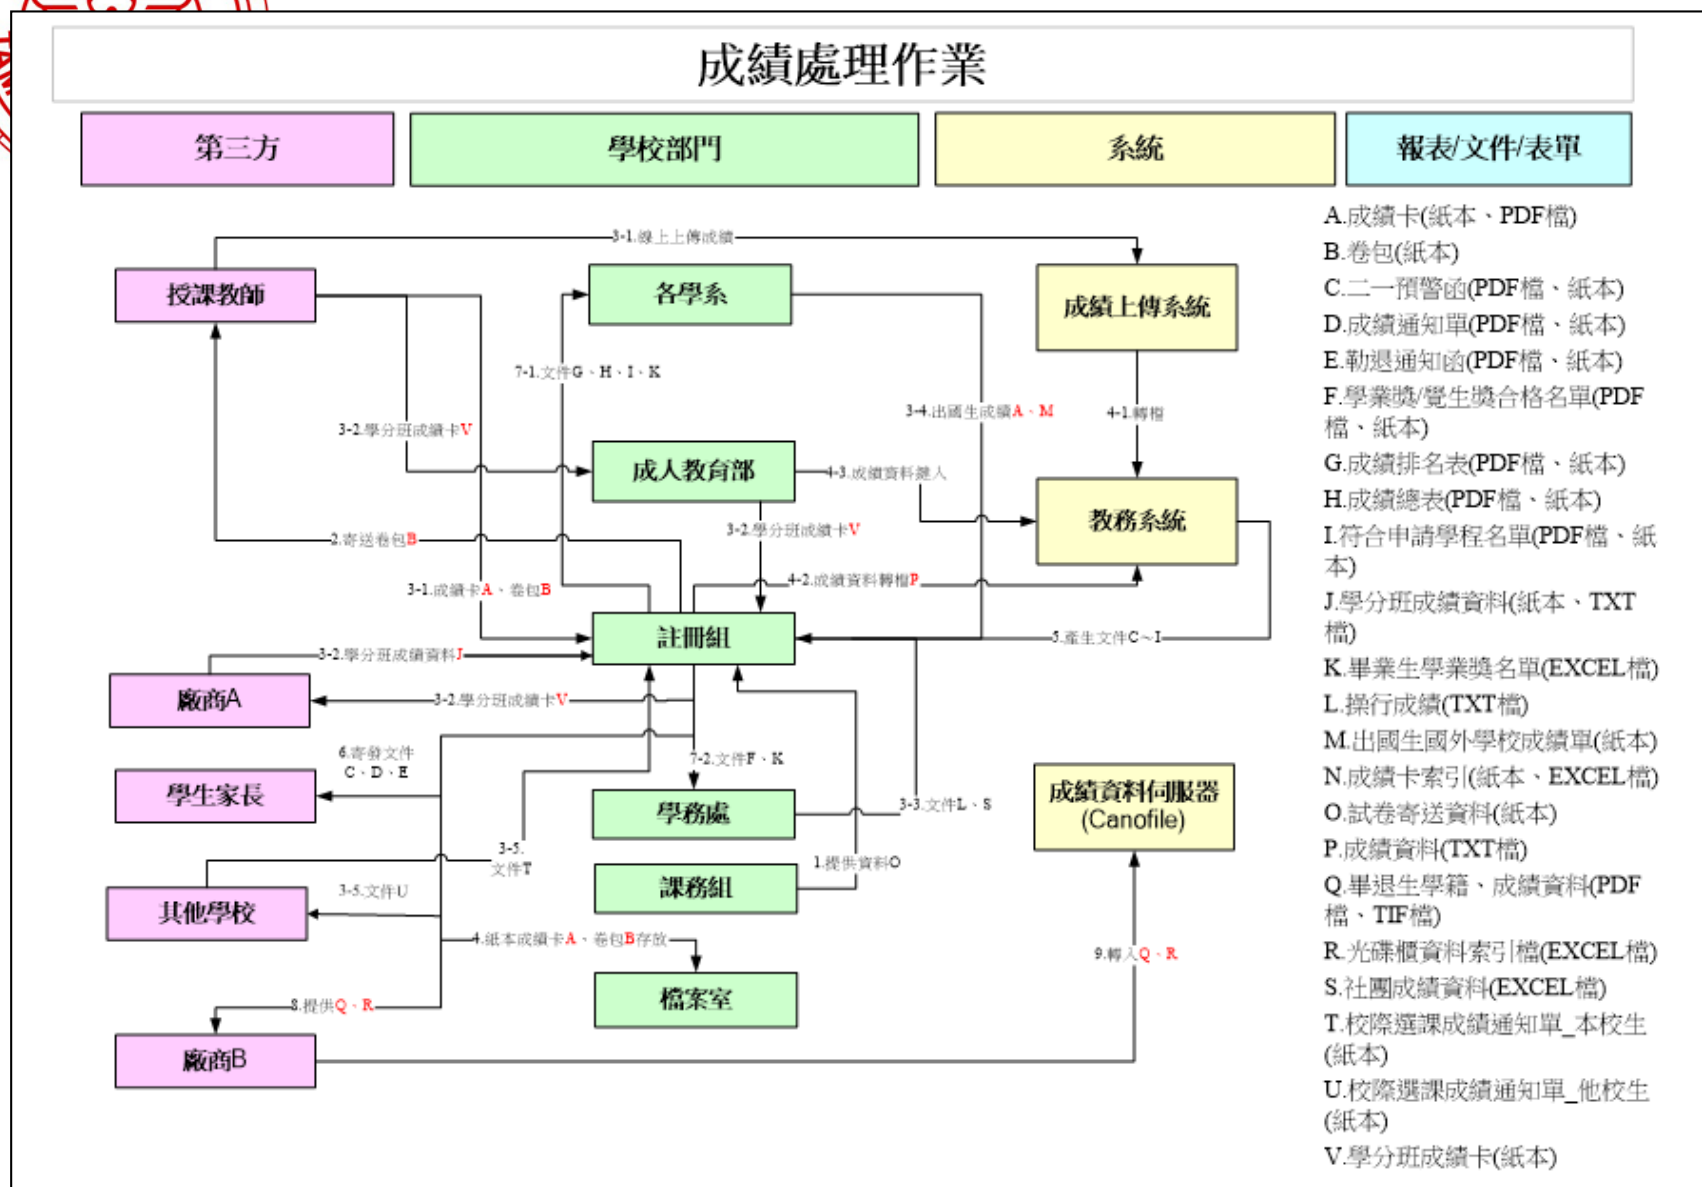 成績處理作業
第三方
學校部門
系統
報表/文件/表單
3-1.線上上傳成績
授課教師
各學系
成績上傳系統
7-1.文件G、H、I、K
3-4.出國生成績A、M
4-1.轉檔
3-2.學分班成績卡V
成人教育部
4-3.成績資料鍵入
教務系統
3-2.學分班成績卡V
2.寄送卷包B
4-2.成績資料轉檔P
3-1.成績卡A、卷包B
註冊組
5.產生文件C～I
3-2.學分班成績資料J
廠商A
3-2.學分班成績卡V
6.寄發文件
C、D、E
7-2.文件F、K
學生家長
學務處
3-3.文件L、S
成績資料伺服器
(Canofile)
3-5.
文件T
1.提供資料O
課務組
3-5.文件U
其他學校
4.紙本成績卡A、卷包B存放
9.轉入Q、R
檔案室
8.提供Q、R
廠商B
A.成績卡(紙本、PDF檔)
B.卷包(紙本)
C.二一預警函(PDF檔、紙本)
D.成績通知單(PDF檔、紙本)
E.勒退通知函(PDF檔、紙本)
F.學業獎/覺生獎合格名單(PDF
檔、紙本)
G.成績排名表(PDF檔、紙本)
H.成績總表(PDF檔、紙本)
I.符合申請學程名單(PDF檔、紙
本)
J.學分班成績資料(紙本、TXT
檔)
K.畢業生學業獎名單(EXCEL檔)
L.操行成績(TXT檔)
M.出國生國外學校成績單(紙本)
N.成績卡索引(紙本、EXCEL檔)
O.試卷寄送資料(紙本)
P.成績資料(TXT檔)
Q.畢退生學籍、成績資料(PDF
檔、TIF檔)
R.光碟櫃資料索引檔(EXCEL檔)
S.社團成績資料(EXCEL檔)
T.校際選課成績通知單_本校生
(紙本)
U.校際選課成績通知單_他校生
(紙本)
V.學分班成績卡(紙本)